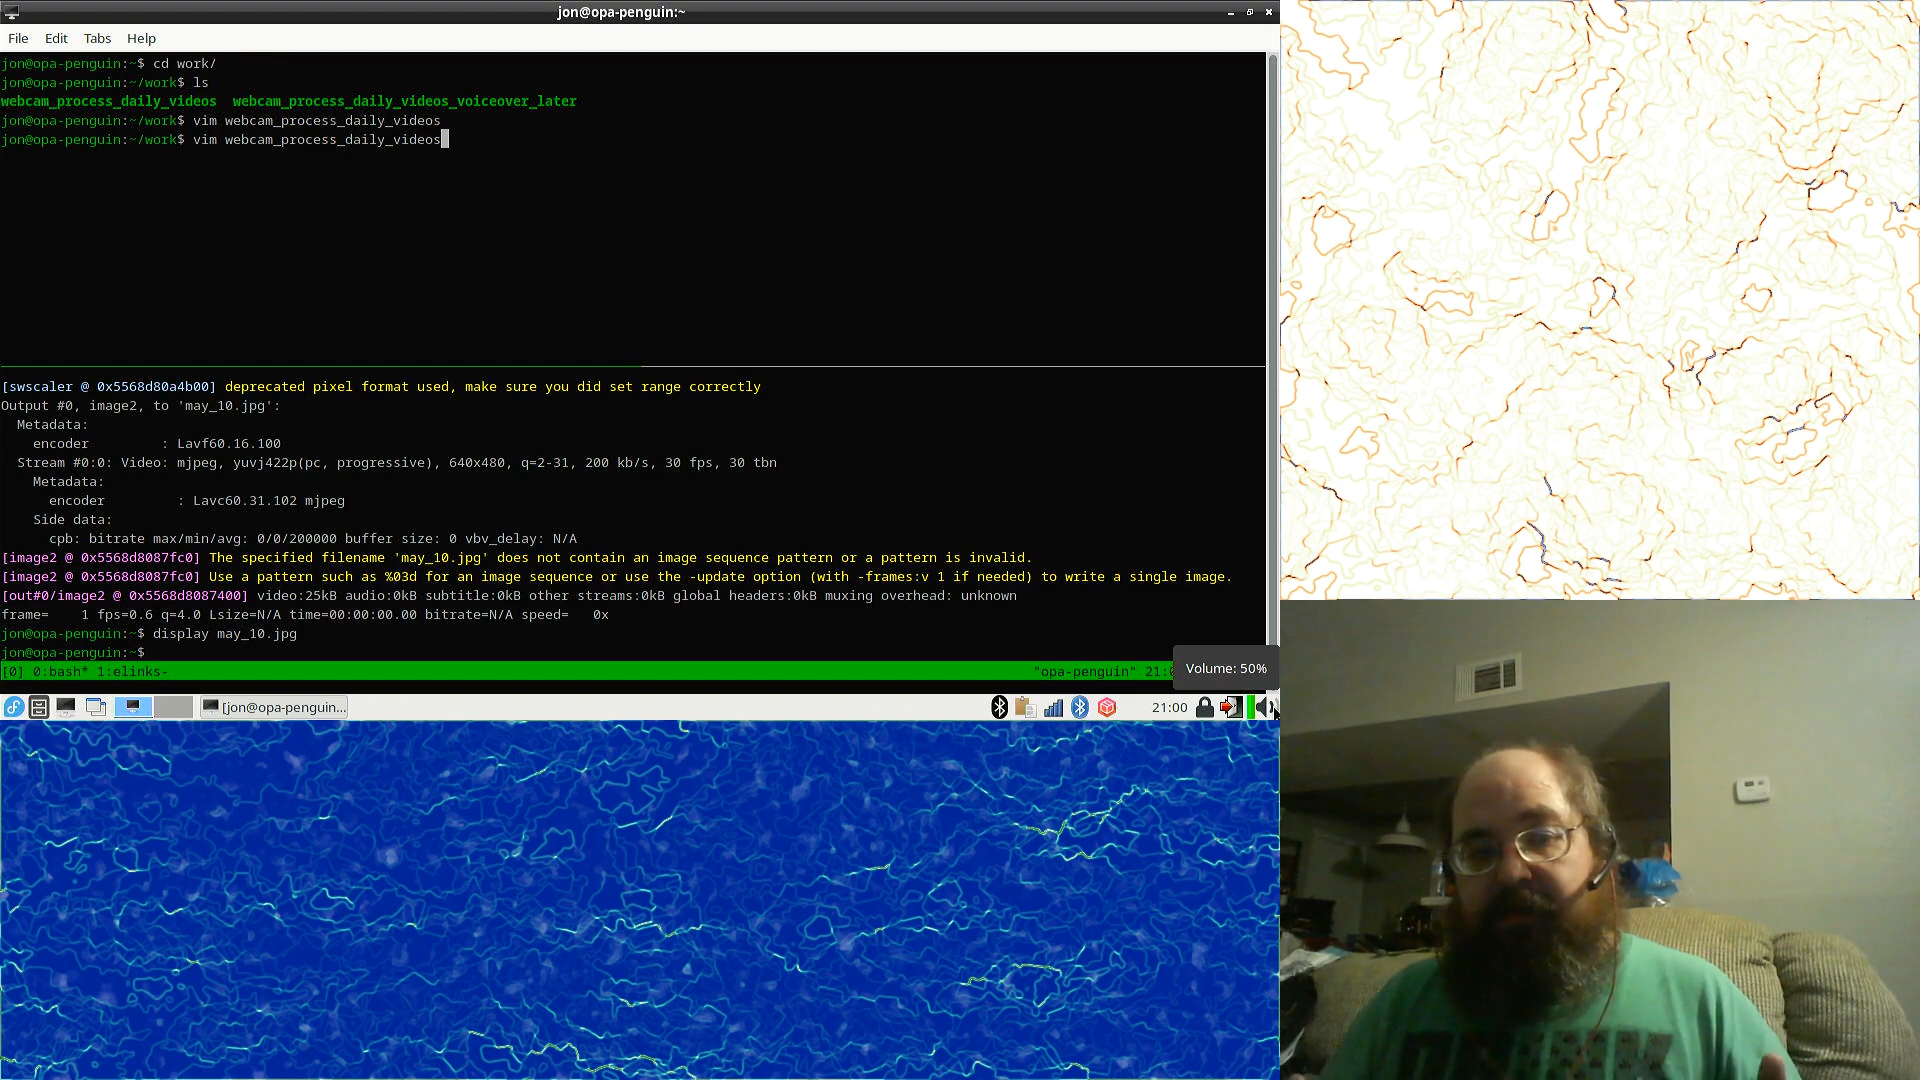 jon@opa-penguin:~
File Edit Tabs Help
jon@opa-penguin:~$ cd work/
jon@opa-penguin:~/work$ ls
webcam_process_daily_videos  webcam_process_daily_videos_voiceover_later
jon@opa-penguin:~/work$ vim webcam_process_daily_videos
jon@opa-penguin:~/work$ vim webcam_process_daily_videos
[swscaler @ 0x5568d80a4b00] deprecated pixel format used, make sure you did set range correctly
Output #0, image2, to 'may_10.jpg':
  Metadata:
    encoder         : Lavf60.16.100
  Stream #0:0: Video: mjpeg, yuvj422p(pc, progressive), 640x480, q=2-31, 200 kb/s, 30 fps, 30 tbn
    Metadata:
      encoder         : Lavc60.31.102 mjpeg
    Side data:
      cpb: bitrate max/min/avg: 0/0/200000 buffer size: 0 vbv_delay: N/A
[image2 @ 0x5568d8087fc0] The specified filename 'may_10.jpg' does not contain an image sequence pattern or a pattern is invalid.
[image2 @ 0x5568d8087fc0] Use a pattern such as %03d for an image sequence or use the -update option (with -frames:v 1 if needed) to write a single image.
[out#0/image2 @ 0x5568d8087400] video:25kB audio:0kB subtitle:0kB other streams:0kB global headers:0kB muxing overhead: unknown
frame=    1 fps=0.6 q=4.0 Lsize=N/A time=00:00:00.00 bitrate=N/A speed=   0x
jon@opa-penguin:~$ display may_10.jpg
jon@opa-penguin:~$
[0] 0:bash* 1:elinks- "opa-penguin" 21:
Volume: 50%
[jon@opa-penguin... 21:00